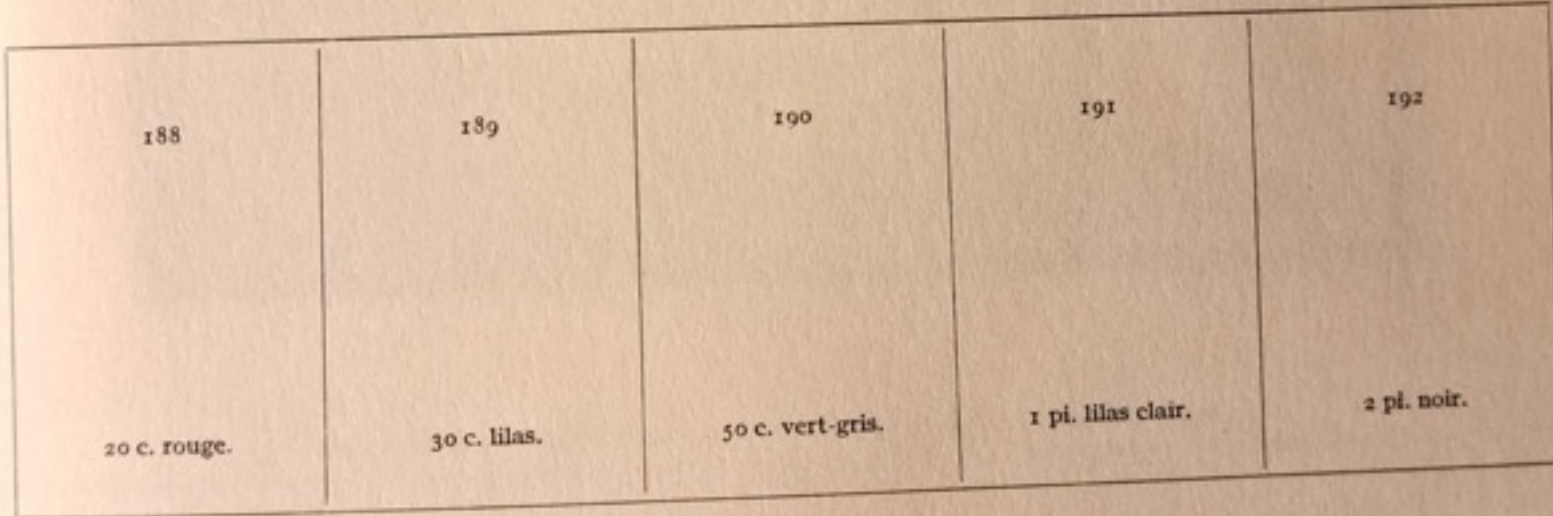 188 189 190 191 192
20 c. rouge. 30 c. lilas. 50 c. vert-gris. 1 pi. lilas clair. 2 pi. noir.